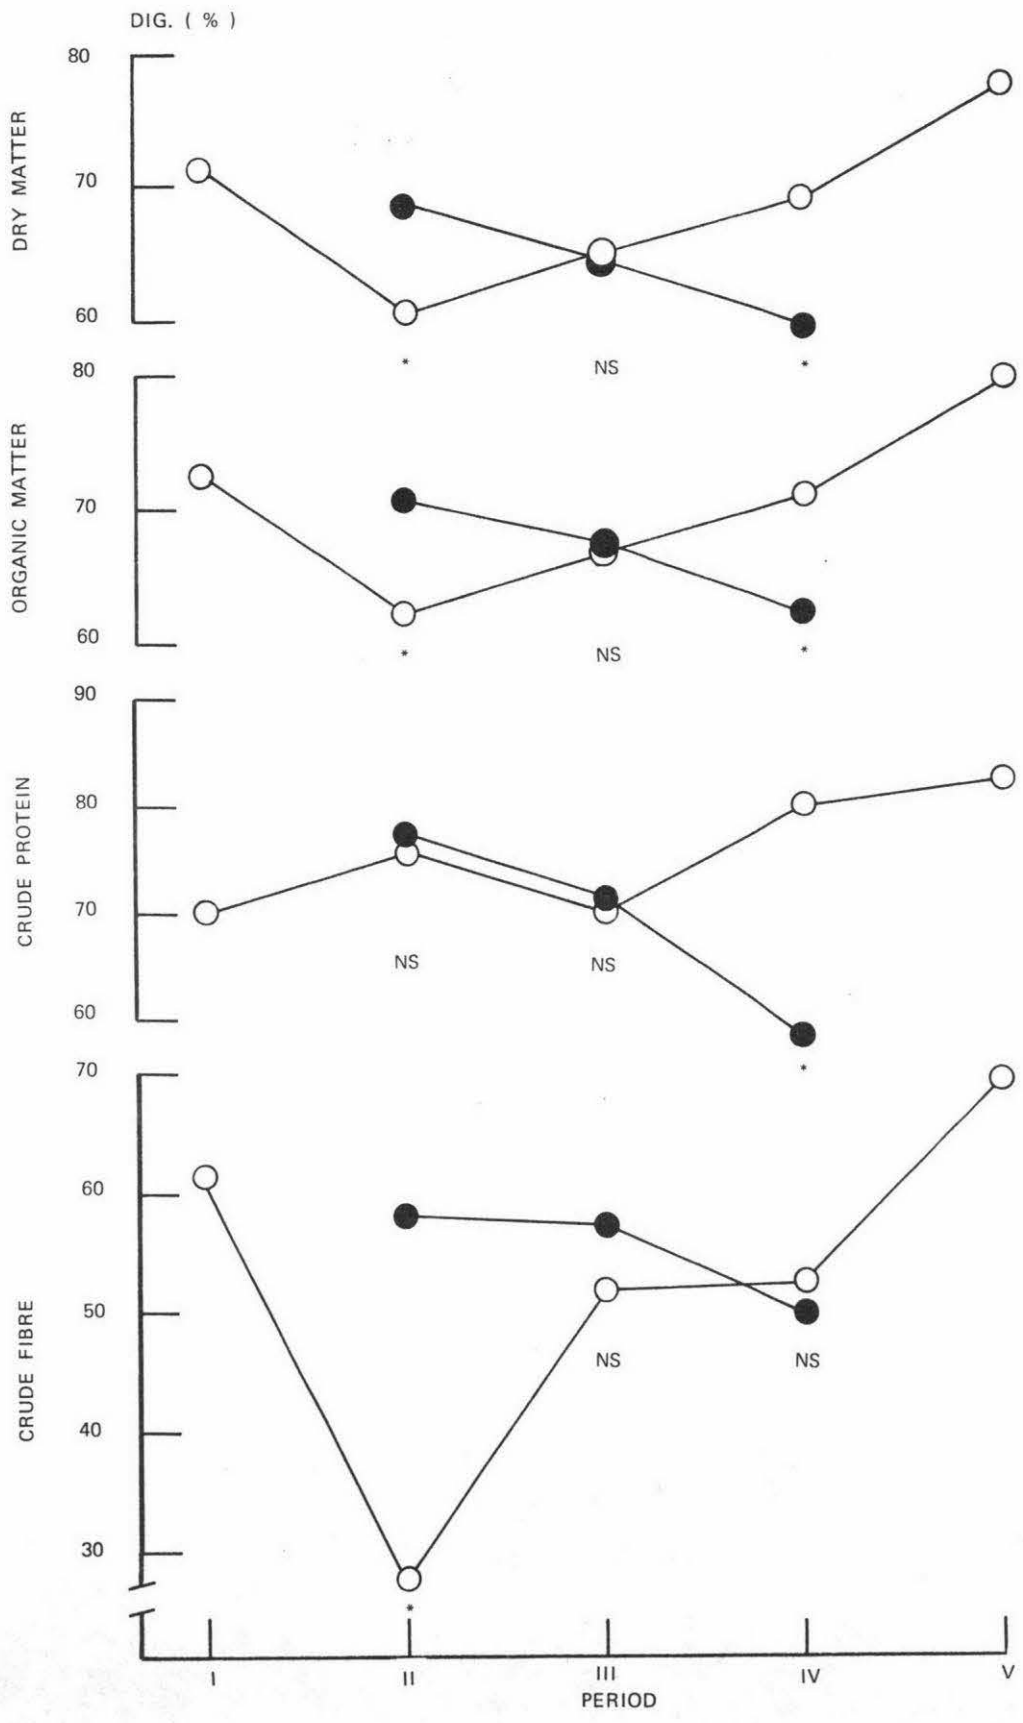 DIG. ( % )
80
70
60
DRY MATTER
* NS *
80
70
60
ORGANIC MATTER
* NS *
90
80
70
60
CRUDE PROTEIN
NS NS *
70
60
50
40
30
CRUDE FIBRE
NS NS
*
I II III IV V
PERIOD